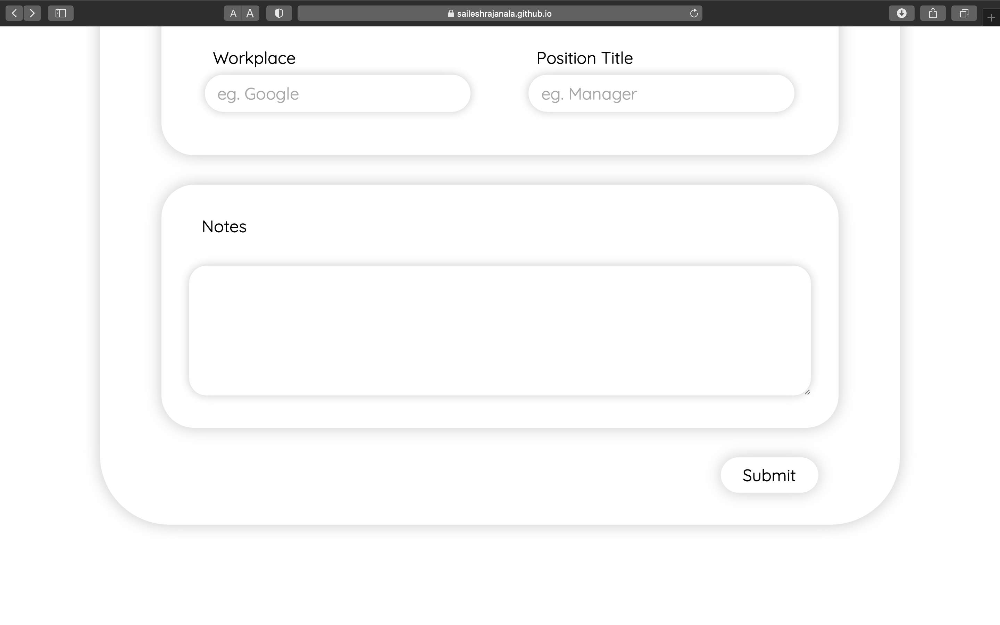 A A saileshrajanala.github.io
Workplace Position Title
eg. Google eg. Manager
Notes
Submit